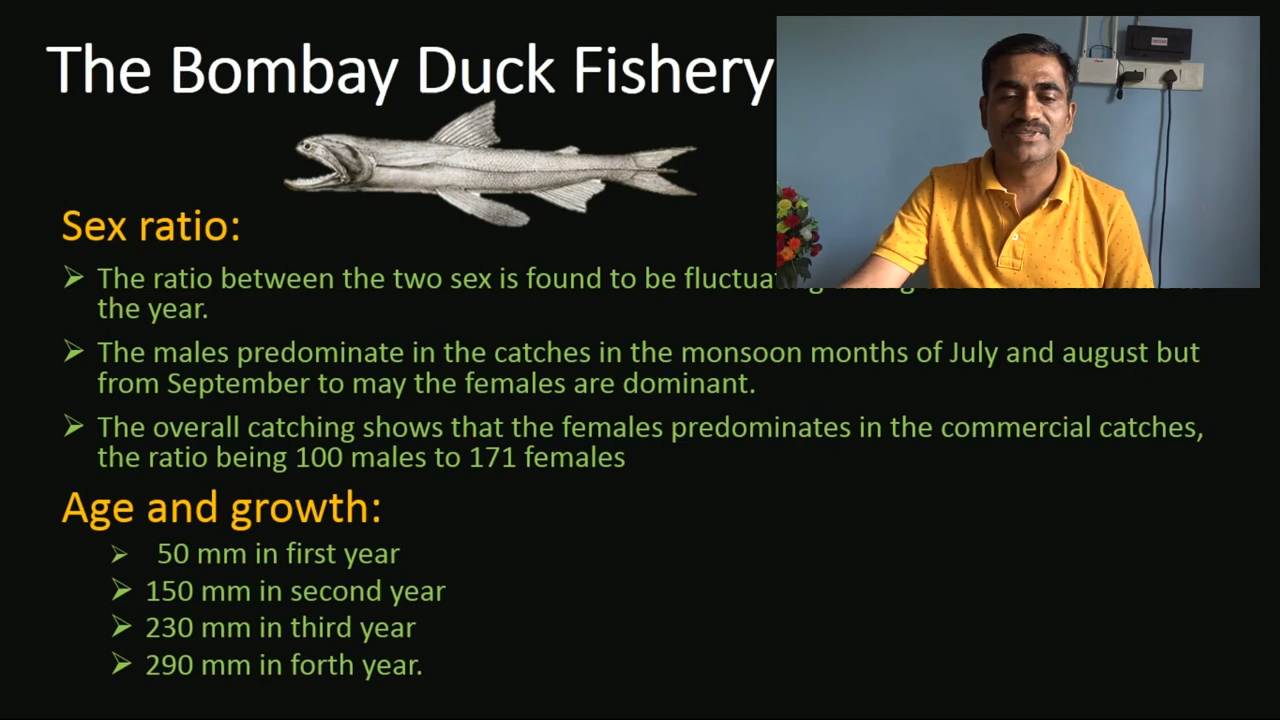 The Bombay Duck Fishery
Sex ratio:
➢ The ratio between the two sex is found to be
the year.
➢ The males predominate in the catches in the monsoon months of July and august but
from September to may the females are dominant.
➢ The overall catching shows that the females predominates in the commercial catches,
the ratio being 100 males to 171 females
Age and growth:
➢ 50 mm in first year
➢ 150 mm in second year
➢ 230 mm in third year
➢ 290 mm in forth year.